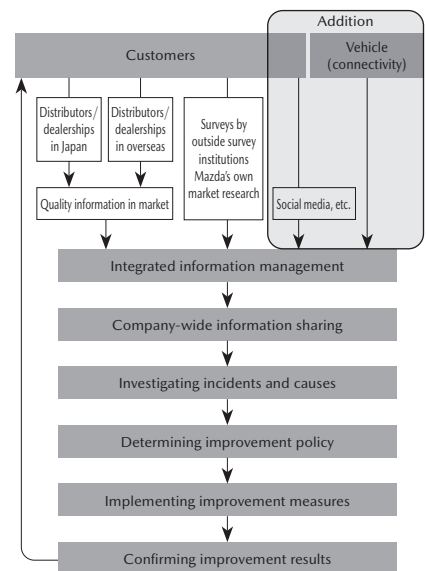 Addition
Customers
Vehicle
(connectivity)
Distributors/
dealerships
in Japan
Distributors/
dealerships
in overseas
Surveys by
outside survey
institutions
Mazda's own
market research
Quality information in market
Social media, etc.
Integrated information management
Company-wide information sharing
Investigating incidents and causes
Determining improvement policy
Implementing improvement measures
Confirming improvement results